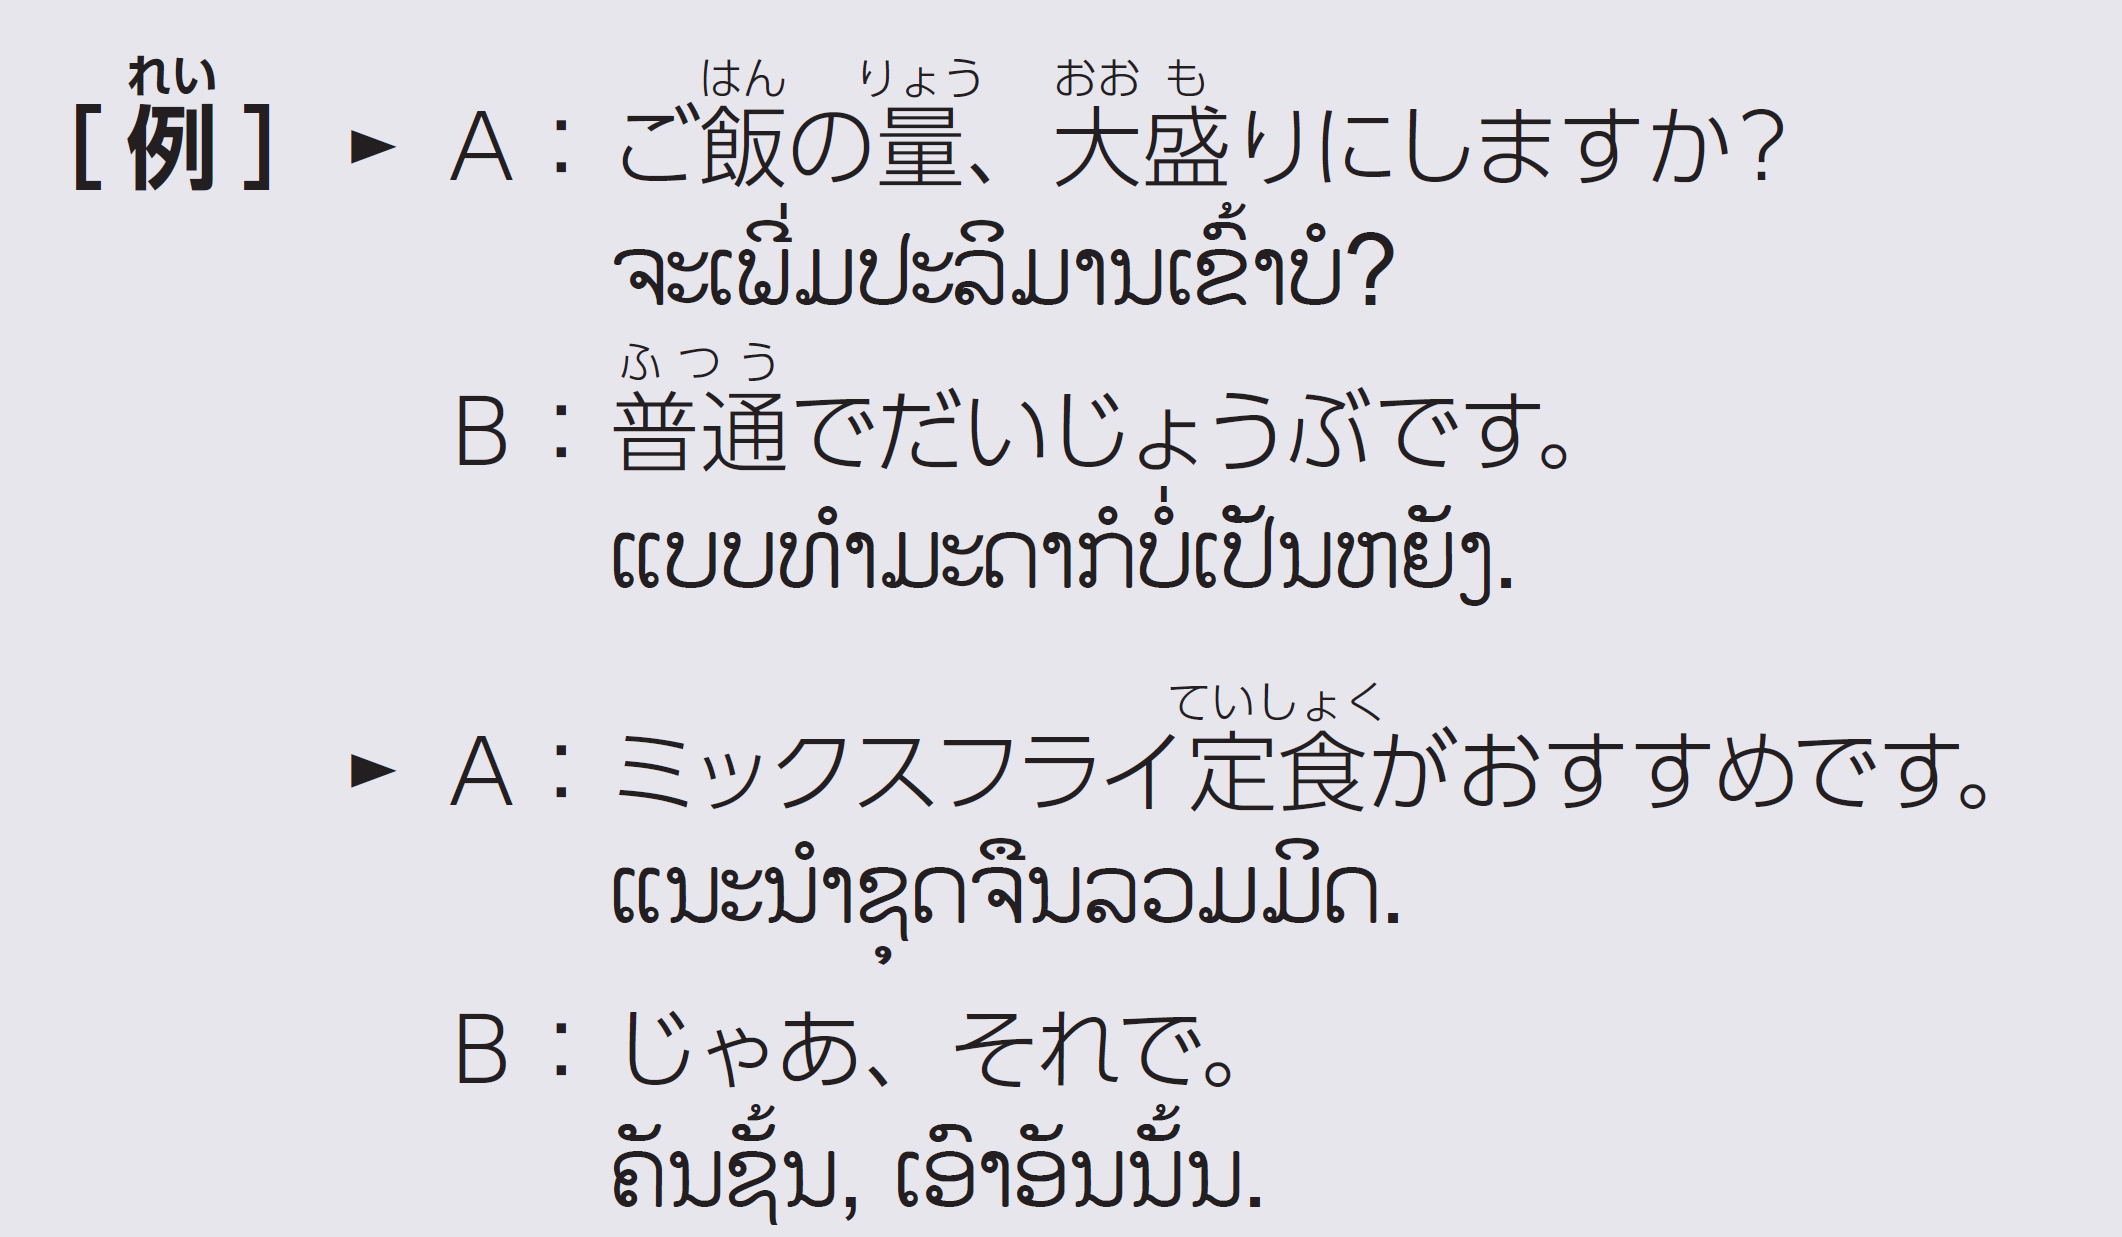 れい
[例] ► A：ご飯の量、大盛りにしますか？
はん りょう おお も
ຈະເພີ່ມປະລິມານເຂົ້າບໍ?
ふ つ う
B：普通でだいじょうぶです。
ແບບທຳມະດາກໍບໍ່ເປັນຫຍັງ.
ていしょく
► A：ミックスフライ定食がおすすめです。
ແນະນຳຊຸດຈືນລວມມິດ.
B：じゃあ、それで。
ຄັນຊັ້ນ, ເອົາອັນນັ້ນ.